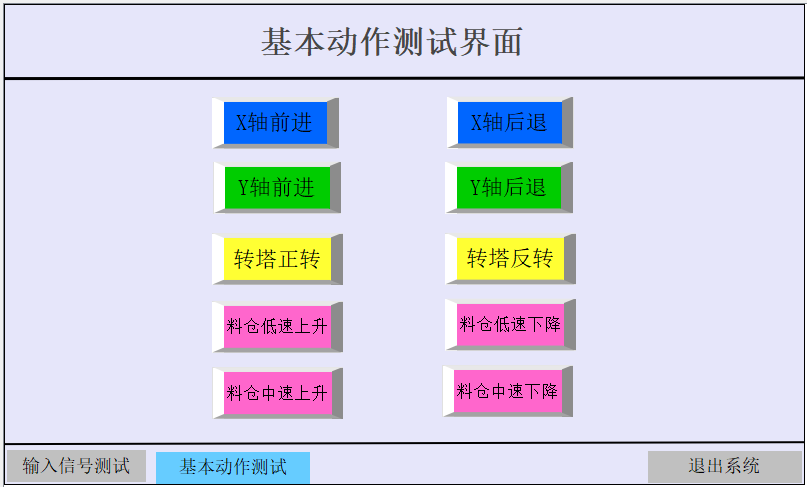 基本动作测试界面
X轴前进
X轴后退
Y轴前进
Y轴后退
转塔正转
转塔反转
料仓低速上升
料仓低速下降
料仓中速上升
料仓中速下降
输入信号测试
基本动作测试
退出系统